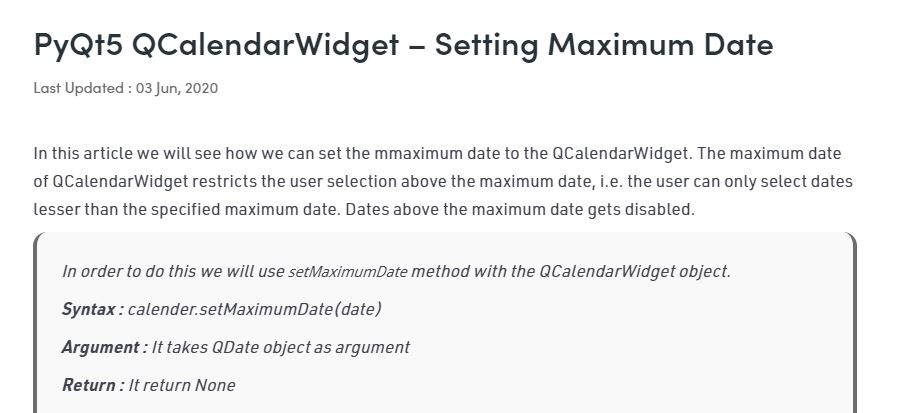 PyQt5 QCalendarWidget – Setting Maximum Date
Last Updated : 03 Jun, 2020
In this article we will see how we can set the mmaximum date to the QCalendarWidget. The maximum date
of QCalendarWidget restricts the user selection above the maximum date, i.e. the user can only select dates
lesser than the specified maximum date. Dates above the maximum date gets disabled.
In order to do this we will use setMaximumDate method with the QCalendarWidget object.
Syntax : calender.setMaximumDate(date)
Argument : It takes QDate object as argument
Return : It return None